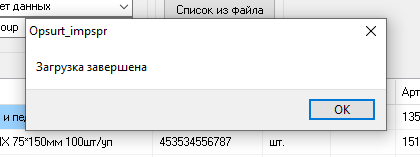 ет данных
Список из файла
oup
Opsurt_impspr
Загрузка завершена
OK
Арт
и пе
135
IX 75*150мм 100шт/уп 453534556787 шт. 151